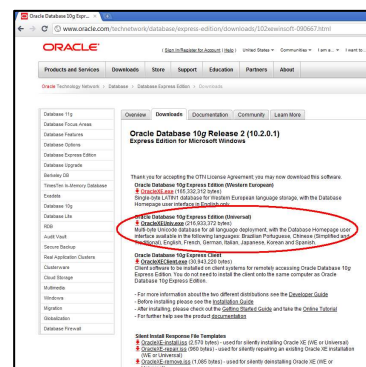 Oracle Database 10g Expr...
www.oracle.com/technetwork/database/express-edition/downloads/102xewinsoft-090667.html
ORACLE
(Sign In/Register for Account | Help) United States Communities I am a... I want to...
Products and Services Downloads Store Support Education Partners About
Oracle Technology Network > Database > Database Express Edition > Downloads
Database 11g
Database Focus Areas
Database Features
Database Options
Database Express Edition
Database Upgrade
Berkeley DB
TimesTen In-Memory Database
Exadata
Database 10g
Database Lite
RDB
Audit Vault
Secure Backup
Real Application Clusters
Clusterware
Cloud Storage
Multimedia
Windows
Migration
Globalization
Database Firewall
Overview Downloads Documentation Community Learn More
Oracle Database 10g Release 2 (10.2.0.1)
Express Edition for Microsoft Windows
Thank you for accepting the OTN License Agreement; you may now download this software.
Oracle Database 10g Express Edition (Western European)
OracleXE.exe (165,332,312 bytes)
Single-byte LATIN1 database for Western European language storage, with the Database
Homepage user interface in English only.
Oracle Database 10g Express Edition (Universal)
OracleXEUniv.exe (216,933,372 bytes)
Multi-byte Unicode database for all language deployment, with the Database Homepage user
interface available in the following languages: Brazilian Portuguese, Chinese (Simplified and
Traditional), English, French, German, Italian, Japanese, Korean and Spanish.
Oracle Database 10g Express Client
OracleXEClient.exe (30,943,220 bytes)
Client software to be installed on client systems for remotely accessing Oracle Database 10g
Express Edition. You do not need to install the client onto the same computer as Oracle
Database 10g Express Edition.
- For more information about the two different distributions see the Developer Guide
- Before installing please see the Installation Guide
- After installing, please check out the Getting Started Guide and take the Online Tutorial
- For further help see the product documentation
Silent Install Response File Templates
OracleXE-install.iss (2,570 bytes) - used for silently installing Oracle XE (WE or Universal)
OracleXE-repair.iss (960 bytes) - used for silently repairing an existing Oracle XE installation
(WE or Universal)
OracleXE-remove.iss (1,085 bytes) - used for silently deinstalling Oracle XE (WE or